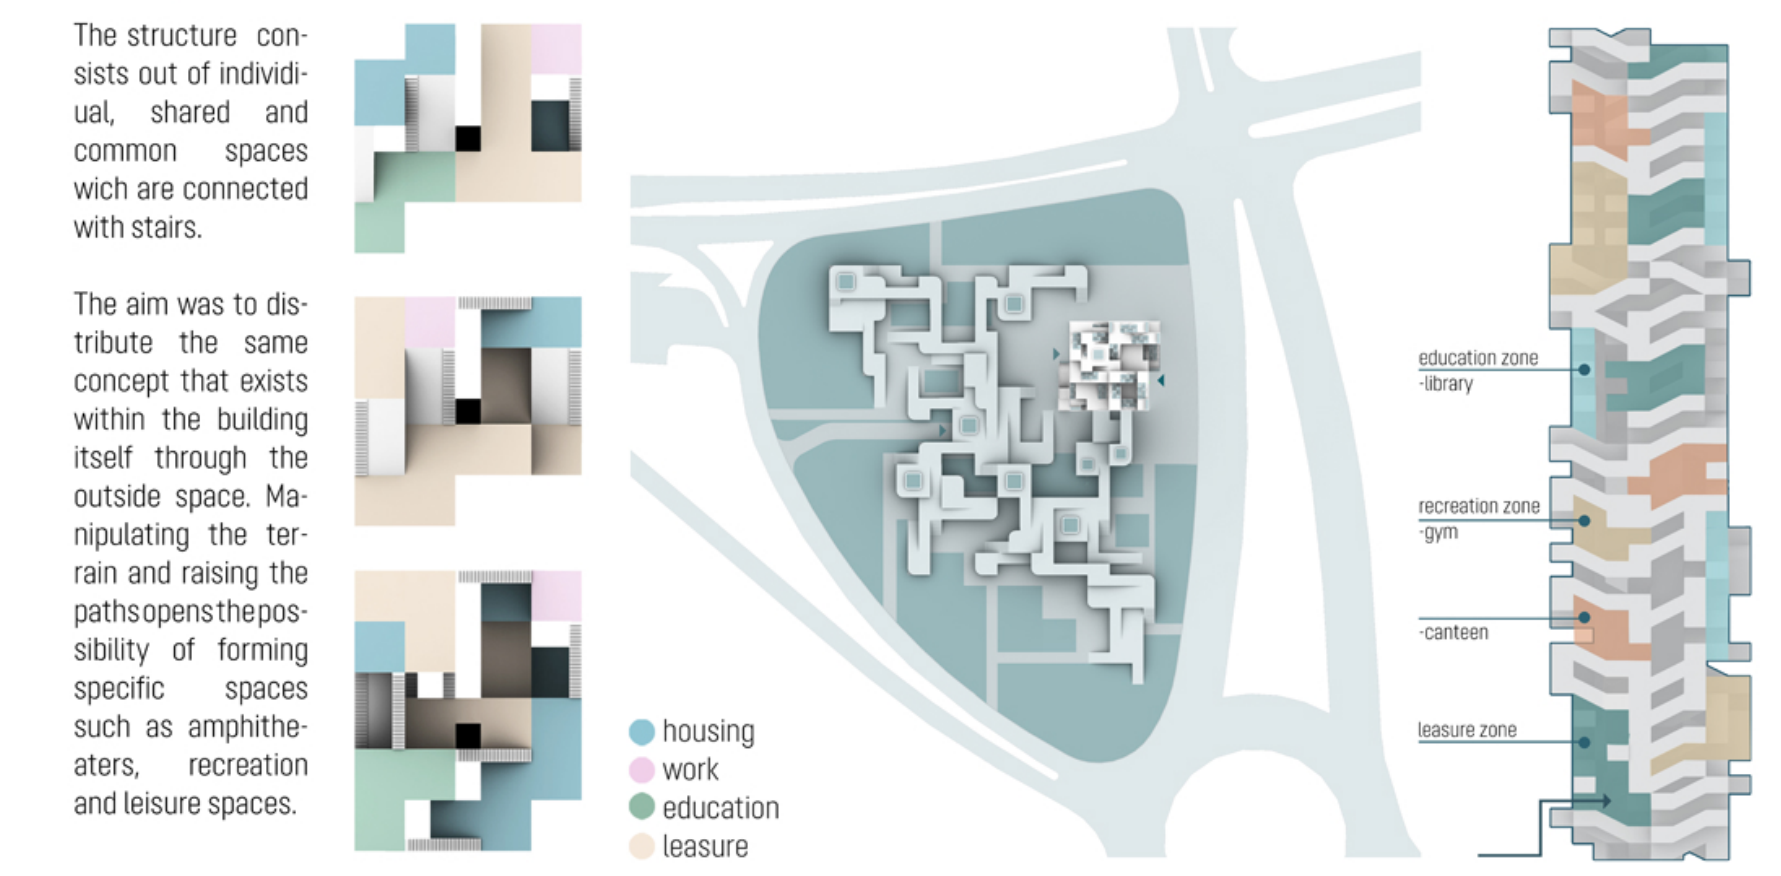 The structure con-
sists out of individi-
ual, shared and
common spaces
wich are connected
with stairs.
The aim was to dis-
tribute the same
concept that exists
within the building
itself through the
outside space. Ma-
nipulating the ter-
rain and raising the
paths opens the pos-
sibility of forming
specific spaces
such as amphithe-
aters, recreation
and leisure spaces.
housing
work
education
leasure
education zone
-library
recreation zone
-gym
-canteen
leasure zone